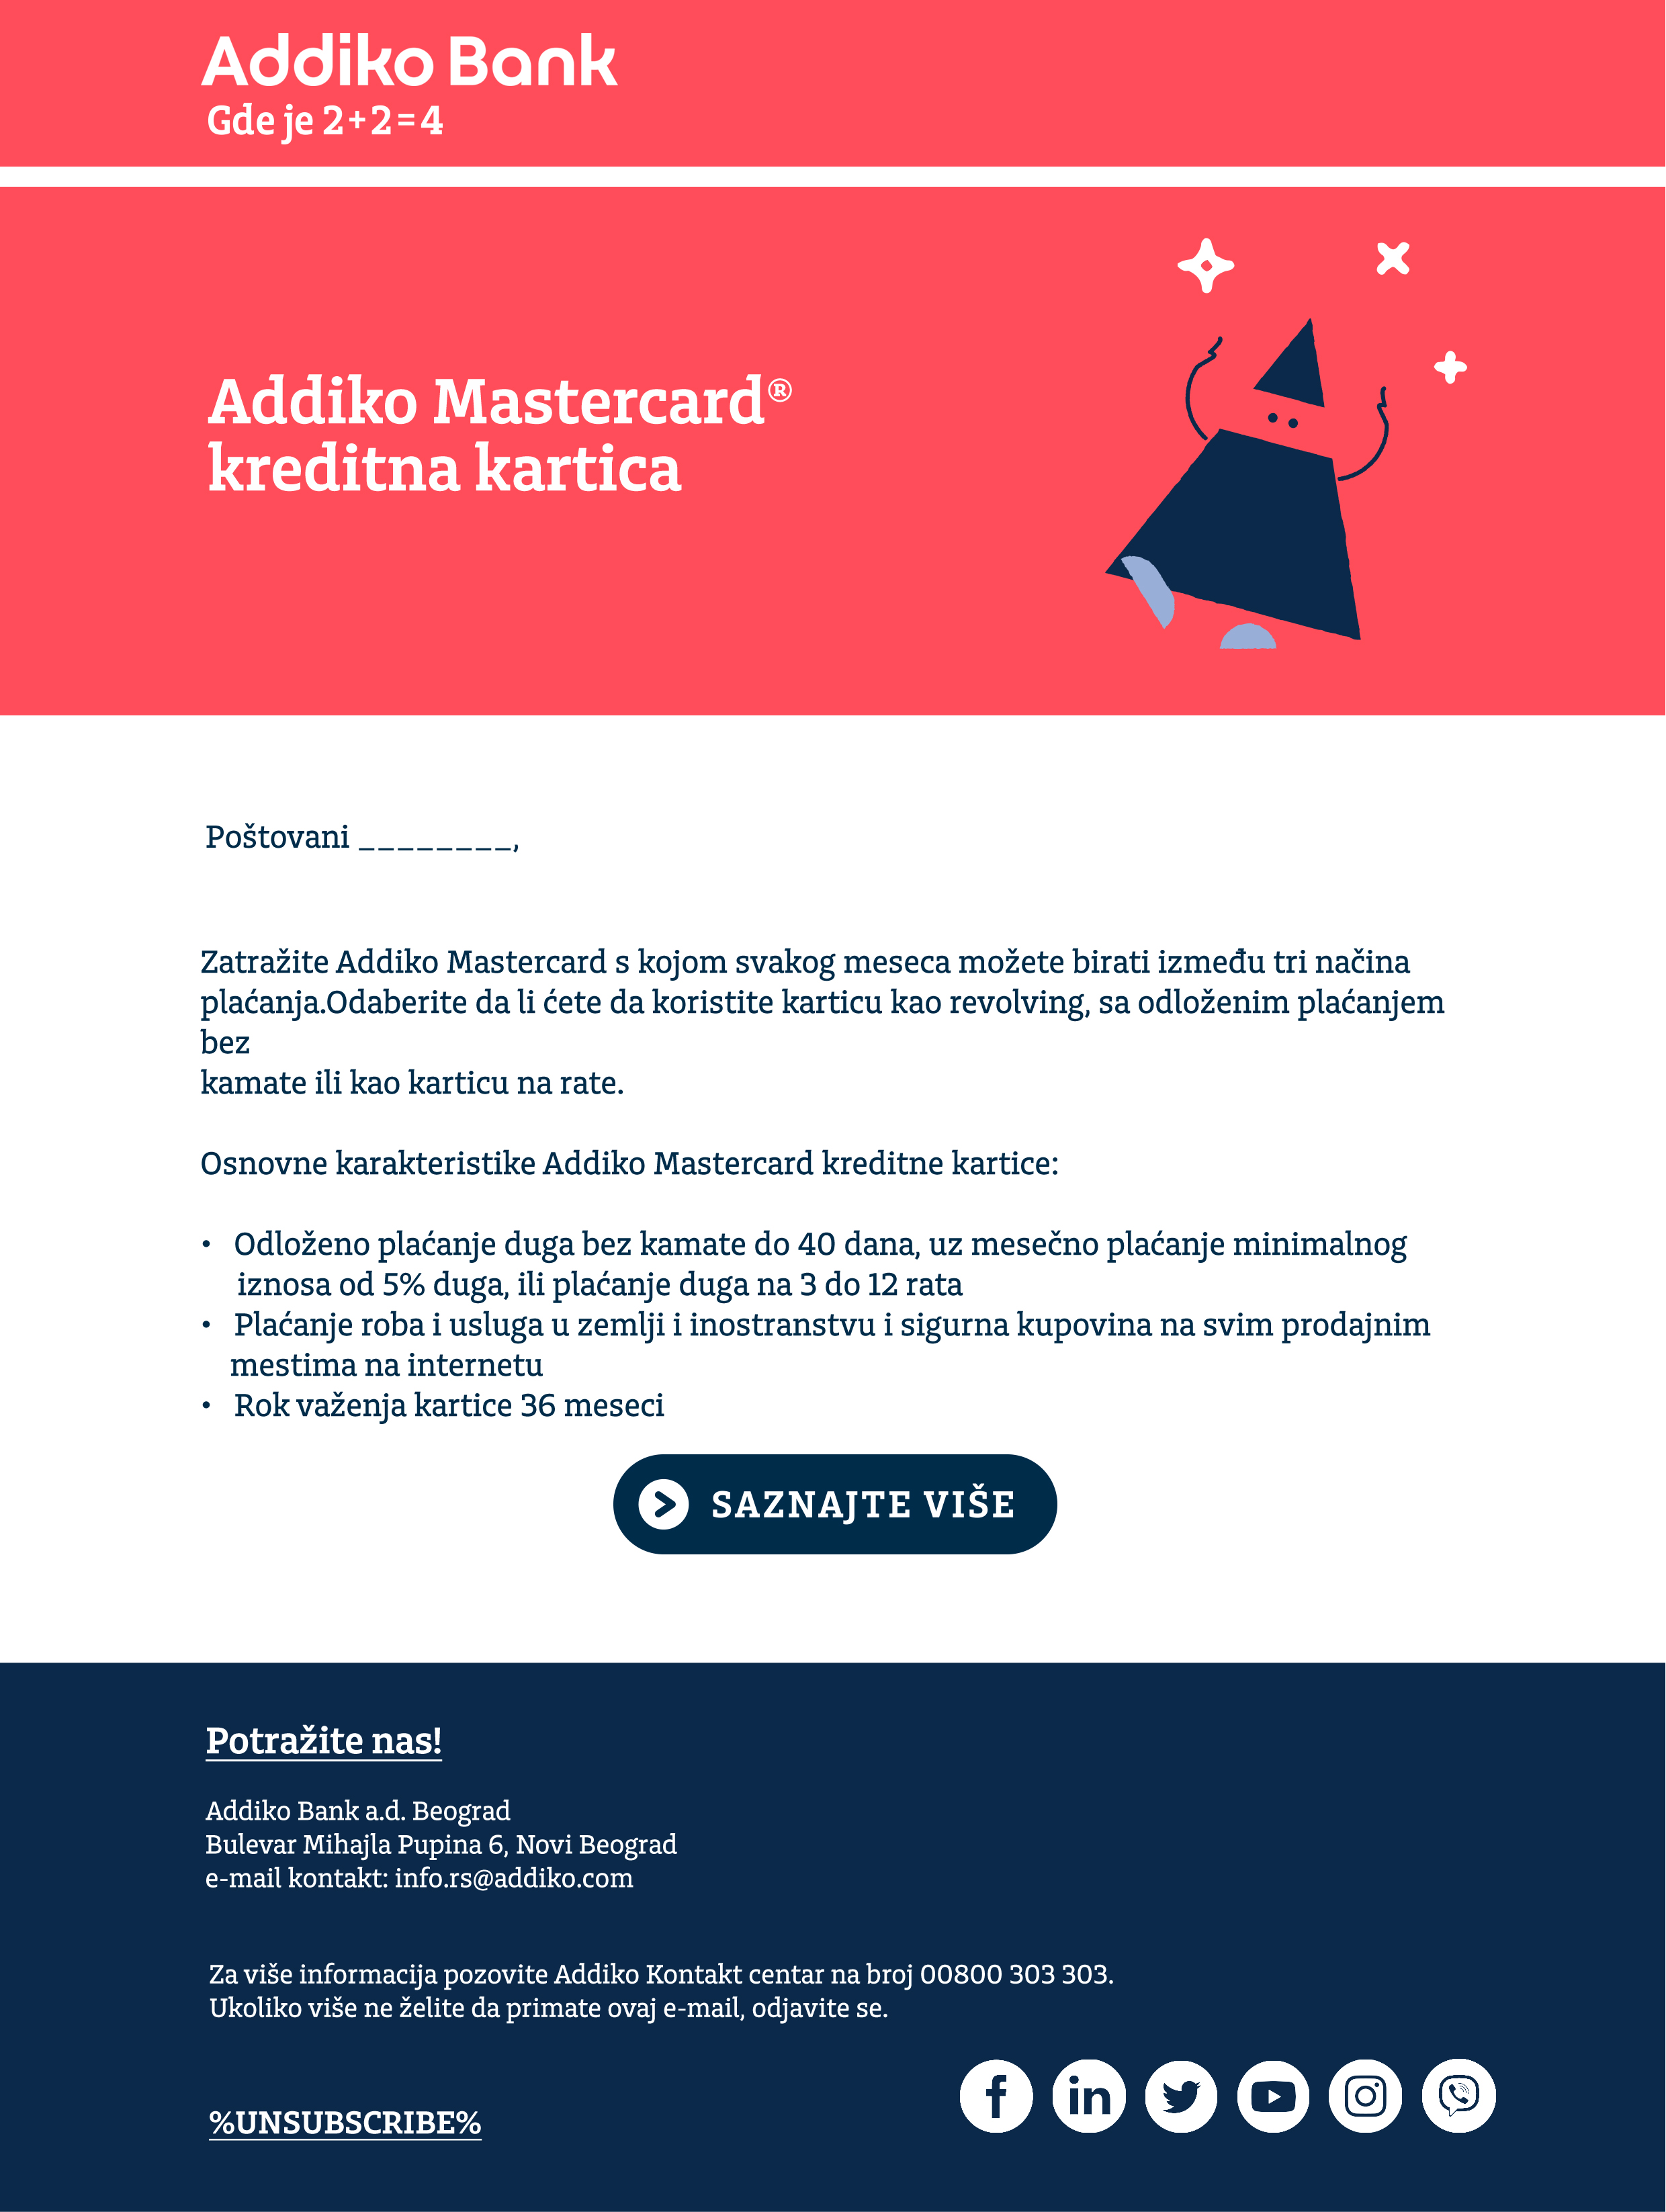 Addiko Bank
Gde je 2+2=4
Addiko Mastercard®
kreditna kartica
Poštovani ________,
Zatražite Addiko Mastercard s kojom svakog meseca možete birati između tri načina
plaćanja.Odaberite da li ćete da koristite karticu kao revolving, sa odloženim plaćanjem
bez
kamate ili kao karticu na rate.
Osnovne karakteristike Addiko Mastercard kreditne kartice:
• Odloženo plaćanje duga bez kamate do 40 dana, uz mesečno plaćanje minimalnog
iznosa od 5% duga, ili plaćanje duga na 3 do 12 rata
• Plaćanje roba i usluga u zemlji i inostranstvu i sigurna kupovina na svim prodajnim
mestima na internetu
• Rok važenja kartice 36 meseci
SAZNAJTE VIŠE
Potražite nas!
Addiko Bank a.d. Beograd
Bulevar Mihajla Pupina 6, Novi Beograd
e-mail kontakt: info.rs@addiko.com
Za više informacija pozovite Addiko Kontakt centar na broj 00800 303 303.
Ukoliko više ne želite da primate ovaj e-mail, odjavite se.
%UNSUBSCRIBE%